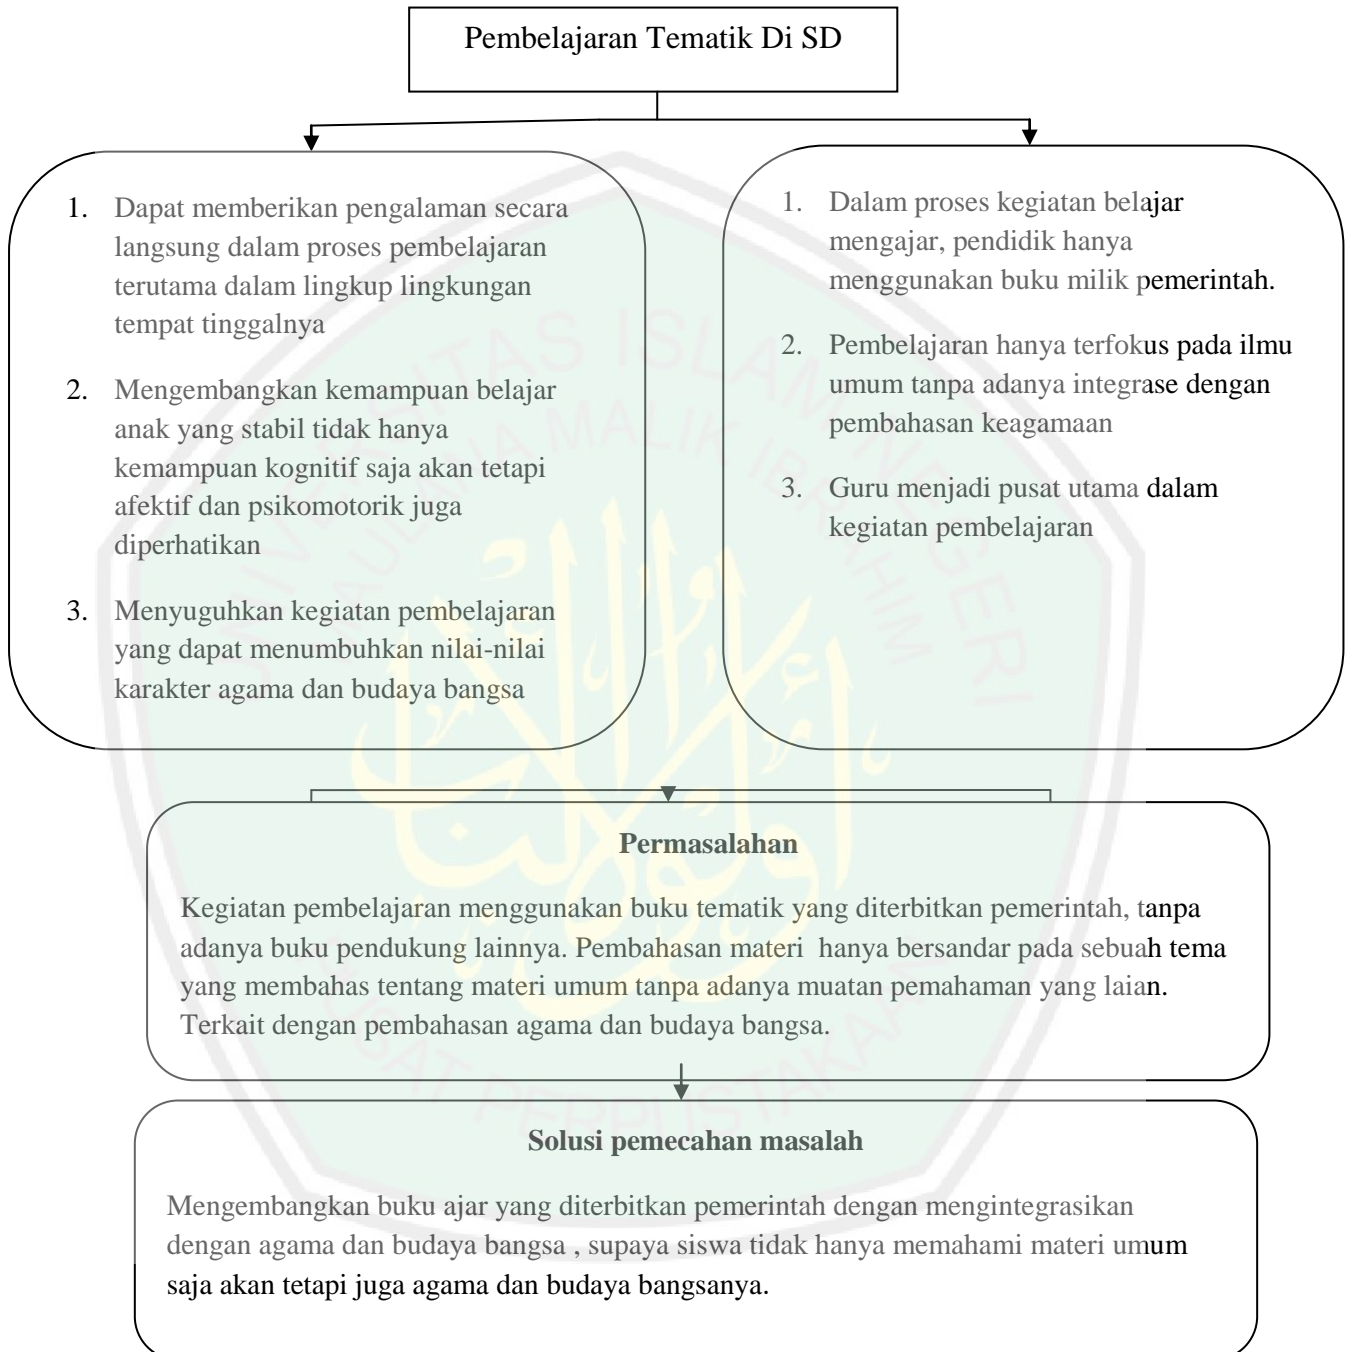 Pembelajaran Tematik Di SD
1. Dapat memberikan pengalaman secara
langsung dalam proses pembelajaran
terutama dalam lingkup lingkungan
tempat tinggalnya
2. Mengembangkan kemampuan belajar
anak yang stabil tidak hanya
kemampuan kognitif saja akan tetapi
afektif dan psikomotorik juga
diperhatikan
3. Menyuguhkan kegiatan pembelajaran
yang dapat menumbuhkan nilai-nilai
karakter agama dan budaya bangsa
1. Dalam proses kegiatan belajar
mengajar, pendidik hanya
menggunakan buku milik pemerintah.
2. Pembelajaran hanya terfokus pada ilmu
umum tanpa adanya integrase dengan
pembahasan keagamaan
3. Guru menjadi pusat utama dalam
kegiatan pembelajaran
Permasalahan
Kegiatan pembelajaran menggunakan buku tematik yang diterbitkan pemerintah, tanpa
adanya buku pendukung lainnya. Pembahasan materi hanya bersandar pada sebuah tema
yang membahas tentang materi umum tanpa adanya muatan pemahaman yang laian.
Terkait dengan pembahasan agama dan budaya bangsa.
Solusi pemecahan masalah
Mengembangkan buku ajar yang diterbitkan pemerintah dengan mengintegrasikan
dengan agama dan budaya bangsa , supaya siswa tidak hanya memahami materi umum
saja akan tetapi juga agama dan budaya bangsanya.
UNIVERSITAS ISLAM NEGERI
MAULANA MALIK IBRAHIM
PUSAT PERPUSTAKAAN